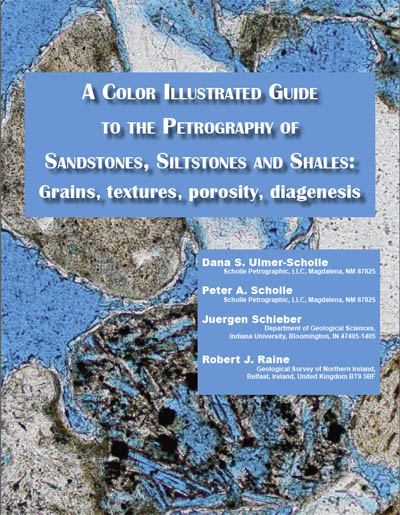 A Color Illustrated Guide
to the Petrography of
Sandstones, Siltstones and Shales:
Grains, textures, porosity, diagenesis
Dana S. Ulmer-Scholle
Scholle Petrographic, LLC, Magdalena, NM 87825
Peter A. Scholle
Scholle Petrographic, LLC, Magdalena, NM 87825
Juergen Schieber
Department of Geological Sciences,
Indiana University, Bloomington, IN 47405-1405
Robert J. Raine
Geological Survey of Northern Ireland,
Belfast, Ireland, United Kingdom BT9 5BF